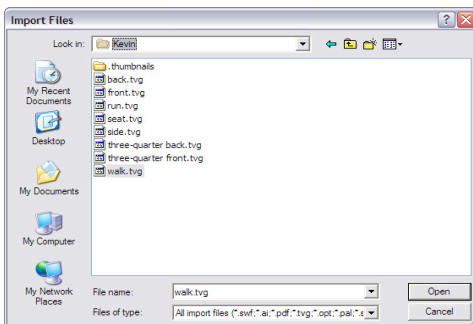 Import Files
Look in: Kevin
.thumbnails
back.tvg
front.tvg
run.tvg
seat.tvg
side.tvg
three-quarter back.tvg
three-quarter front.tvg
walk.tvg
My Recent
Documents
Desktop
My Documents
My Computer
My Network
Places
File name: walk.tvg Open
Files of type: All import files (*.swf;*.ai;*.pdf;*.tvg;*.opt;*.pal;*.s Cancel